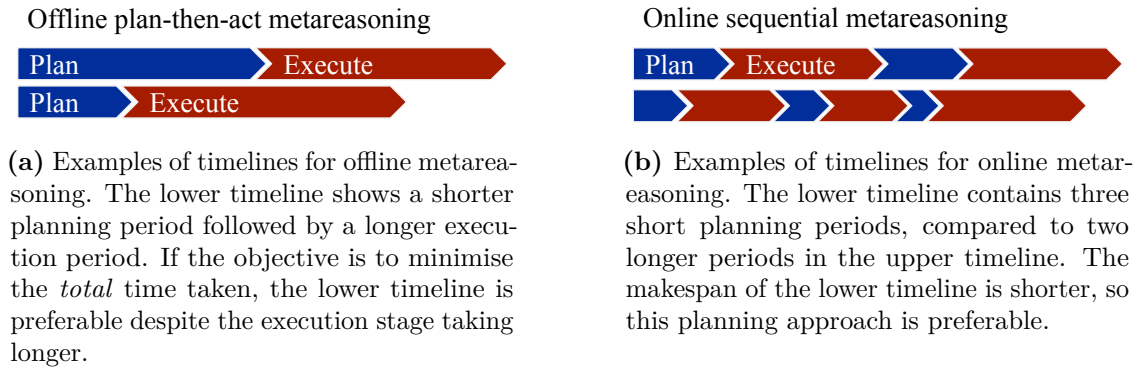 Offline plan-then-act metareasoning
Plan Execute
Plan Execute
(a) Examples of timelines for offline metarea-
soning. The lower timeline shows a shorter
planning period followed by a longer execu-
tion period. If the objective is to minimise
the total time taken, the lower timeline is
preferable despite the execution stage taking
longer.
Online sequential metareasoning
Plan Execute
(b) Examples of timelines for online metar-
easoning. The lower timeline contains three
short planning periods, compared to two
longer periods in the upper timeline. The
makespan of the lower timeline is shorter, so
this planning approach is preferable.